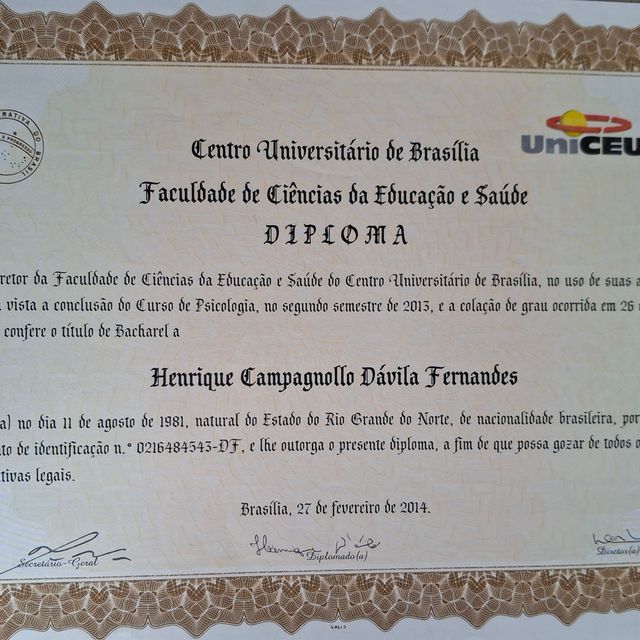 UniCEU
Centro Universitário de Brasília
Faculdade de Ciências da Educação e Saúde
DIPLOMA
retor da Faculdade de Ciências da Educação e Saúde do Centro Universitário de Brasília, no uso de suas a
vista a conclusão do Curso de Psicologia, no segundo semestre de 2013, e a colação de grau ocorrida em 26
confere o título de Bacharel a
Henrique Campagnollo Dávila Fernandes
a) no dia 11 de agosto de 1981, natural do Estado do Rio Grande do Norte, de nacionalidade brasileira, por
to de identificação n.° 0216484543-DF, e lhe outorga o presente diploma, a fim de que possa gozar de todos o
tivas legais.
Brasília, 27 de fevereiro de 2014.
Secretário-Geral
Diplomado(a)
Diretor(a)